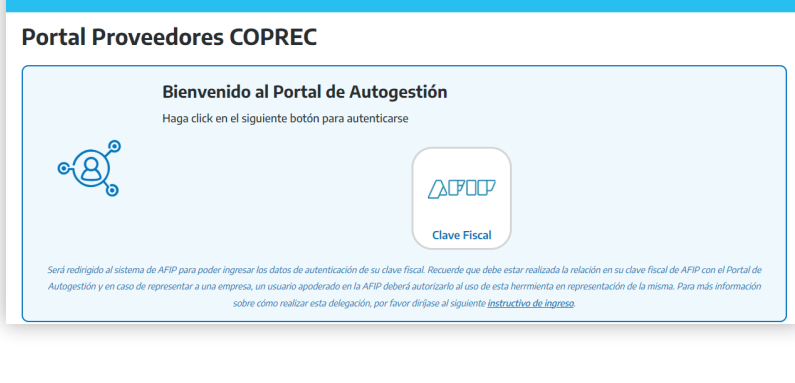 Portal Proveedores COPREC
Bienvenido al Portal de Autogestión
Haga click en el siguiente botón para autenticarse
AFIP
Clave Fiscal
Será redirigido al sistema de AFIP para poder ingresar los datos de autenticación de su clave fiscal. Recuerde que debe estar realizada la relación en su clave fiscal de AFIP con el Portal de
Autogestión y en caso de representar a una empresa, un usuario apoderado en la AFIP deberá autorizarlo al uso de esta herrmienta en representación de la misma. Para más información
sobre cómo realizar esta delegación, por favor diríjase al siguiente instructivo de ingreso.